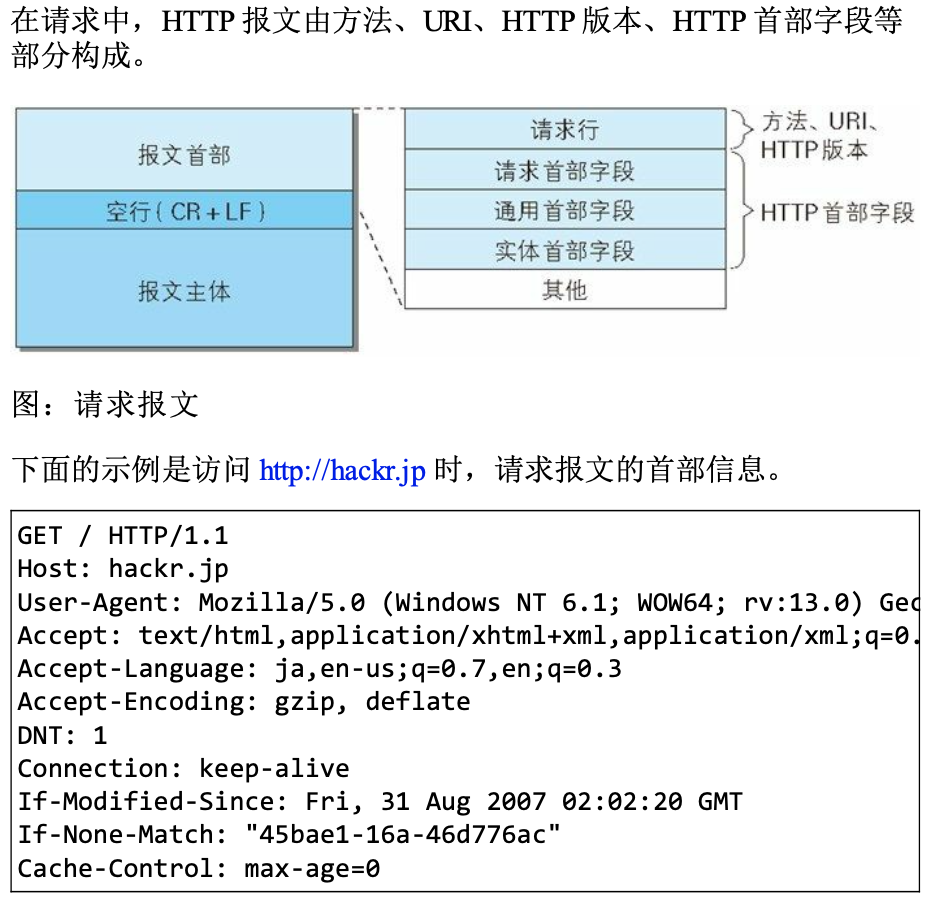 在请求中，HTTP 报文由方法、URI、HTTP 版本、HTTP 首部字段等
部分构成。
报文首部
空行（CR+LF）
报文主体
请求行
请求首部字段
通用首部字段
实体首部字段
其他
方法、URI、
HTTP版本
HTTP 首部字段
图：请求报文
下面的示例是访问 http://hackr.jp 时，请求报文的首部信息。
GET / HTTP/1.1
Host: hackr.jp
User-Agent: Mozilla/5.0 (Windows NT 6.1; WOW64; rv:13.0) Gec
Accept: text/html,application/xhtml+xml,application/xml;q=0.
Accept-Language: ja,en-us;q=0.7,en;q=0.3
Accept-Encoding: gzip, deflate
DNT: 1
Connection: keep-alive
If-Modified-Since: Fri, 31 Aug 2007 02:02:20 GMT
If-None-Match: "45bae1-16a-46d776ac"
Cache-Control: max-age=0